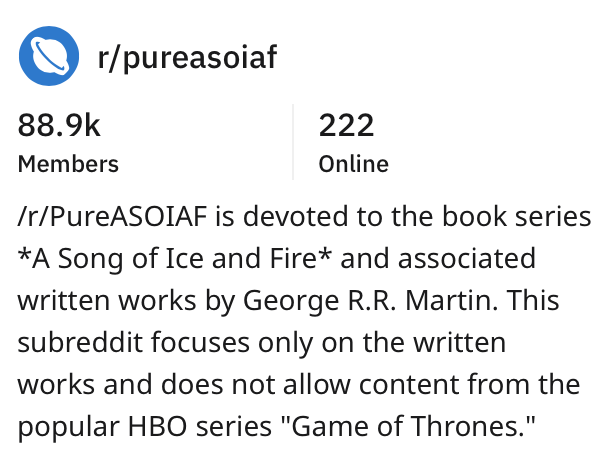 r/pureasoiaf
88.9k
222
Members
Online
/r/PureASOIAF is devoted to the book series
*A Song of Ice and Fire* and associated
written works by George R.R. Martin. This
subreddit focuses only on the written
works and does not allow content from the
popular HBO series "Game of Thrones."